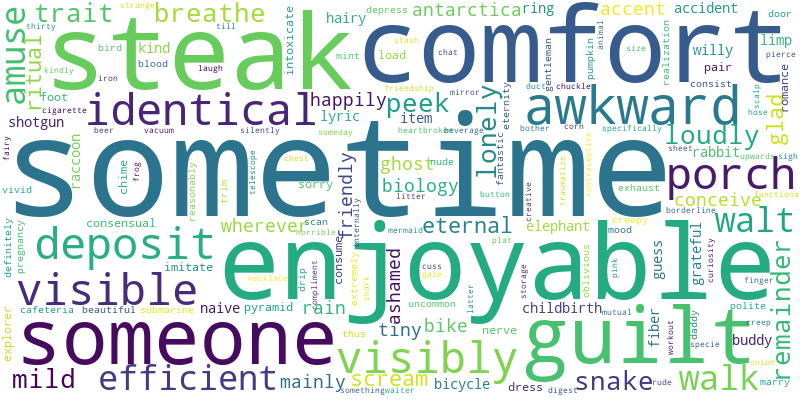 strange
trait
breathe
steak
comfort
antarctica
ring
accent
accident
door
amuse
ritual
thirty
till
intoxicate
depress
hairy
bird
kind
mint
load
stash
chat
gentleman
pumpkin
animal
size
realization
willy
limp
pierce
kindly
iron
blood
laugh
friendship
eternity
duct
pair
consist
mirror
chuckle
hose
romance
foot
identical
happily
peek
lonely
awkward
glad
shotgun
cigarette
lyric
item
beer
vacuum
silently
someday
heartbroken
beverage
bother
corn
specifically
loudly
fairy
raccoon
sometime
chime
frog
vivid
reasonably
trim
telescope
chest
sorry
ghost
nude
biology
fantastic
creative
traumatize
contraceptive
sheet
rabbit
upwards
sigh
porch
exhaust
conceive
functional
button
litter
consensual
wherever
scan
friendly
internally
mermaid
eternal
plat
elephant
creepy
mood
borderline
walt
definitely
pregnancy
deposit
imitate
horrible
consume
enjoyable
oblivious
guess
grateful
curiosity
remainder
visible
necklace
drip
compliment
extremely
shark
ashamed
cuss
gate
uncommon
latter
storage
pink
finger
explorer
cafeteria
beautiful
submarine
naive
pyramid
rain
tiny
bike
childbirth
mutual
fiber
workout
daddy
specie
polite
creep
buddy
someone
thus
nerve
guilt
onion
visibly
mild
efficient
mainly
scream
bicycle
dress
digest
snake
rude
walk
marry
something
waiter